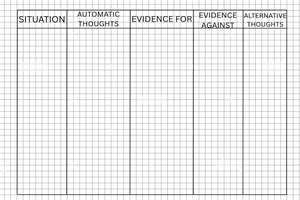 SITUATION
AUTOMATIC
THOUGHTS
EVIDENCE FOR
EVIDENCE
AGAINST
ALTERNATIVE
THOUGHTS